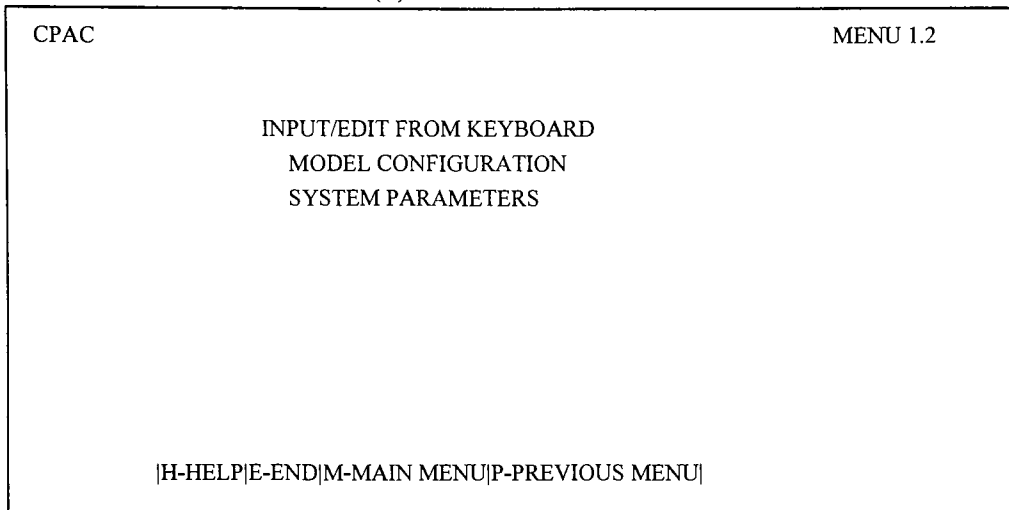 CPAC MENU 1.2
INPUT/EDIT FROM KEYBOARD
MODEL CONFIGURATION
SYSTEM PARAMETERS
|H-HELP|E-END|M-MAIN MENU|P-PREVIOUS MENU|